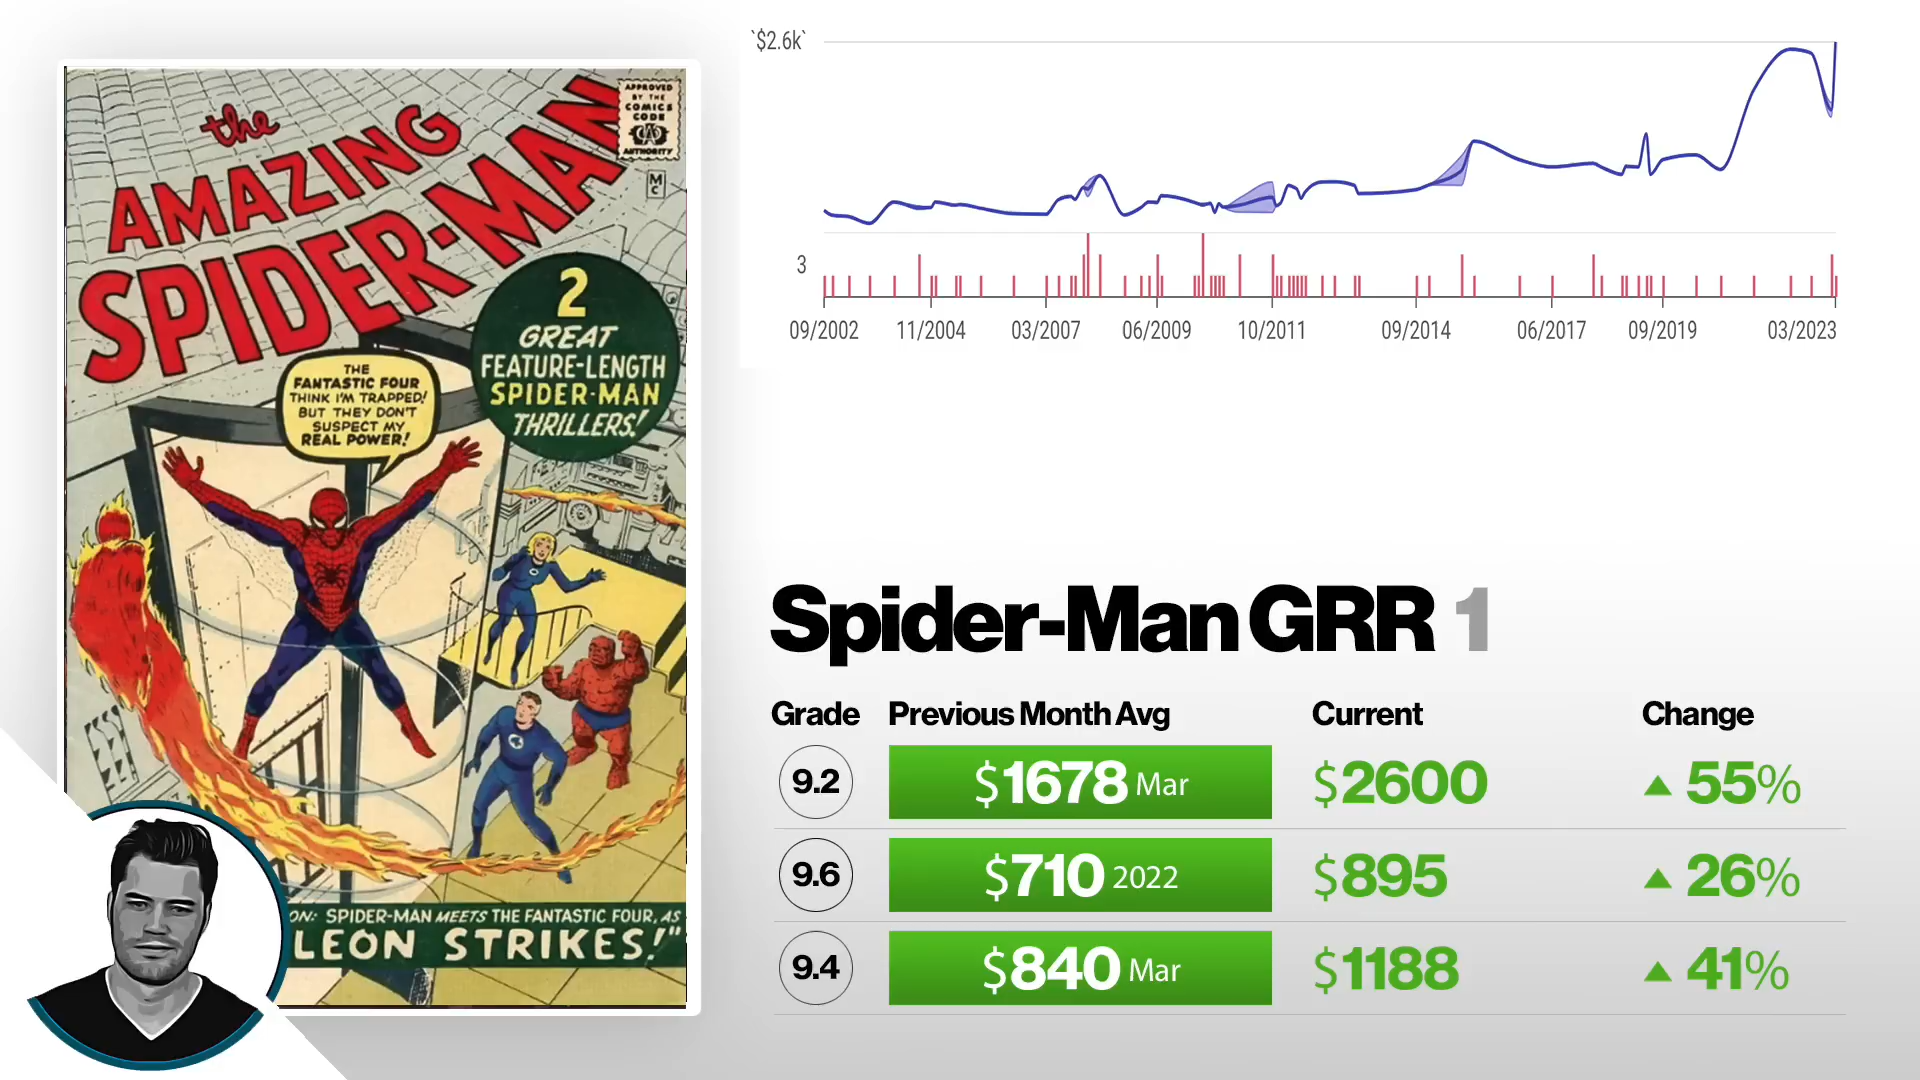 the
AMAZING
SPIDER-MAN
APPROVED
BY THE
COMICS
CODE
CA
AUTHORITY
M
C
2
GREAT
FEATURE-LENGTH
SPIDER-MAN
THRILLERS!
THE
FANTASTIC FOUR
THINK I'M TRAPPED!
BUT THEY DON'T
SUSPECT MY
REAL POWER!
ON: SPIDER-MAN MEETS THE FANTASTIC FOUR, AS
LEON STRIKES!"
`$2.6k`
3
09/2002 11/2004 03/2007 06/2009 10/2011 09/2014 06/2017 09/2019 03/2023
Spider-Man GRR 1
Grade Previous Month Avg Current Change
9.2 $1678 Mar $2600 ▲ 55%
9.6 $710 2022 $895 ▲ 26%
9.4 $840 Mar $1188 ▲ 41%